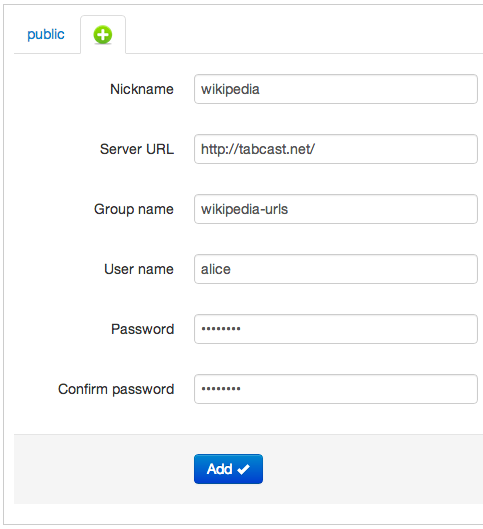 public
Nickname wikipedia
Server URL http://tabcast.net/
Group name wikipedia-urls
User name alice
Password ••••••••
Confirm password ••••••••
Add